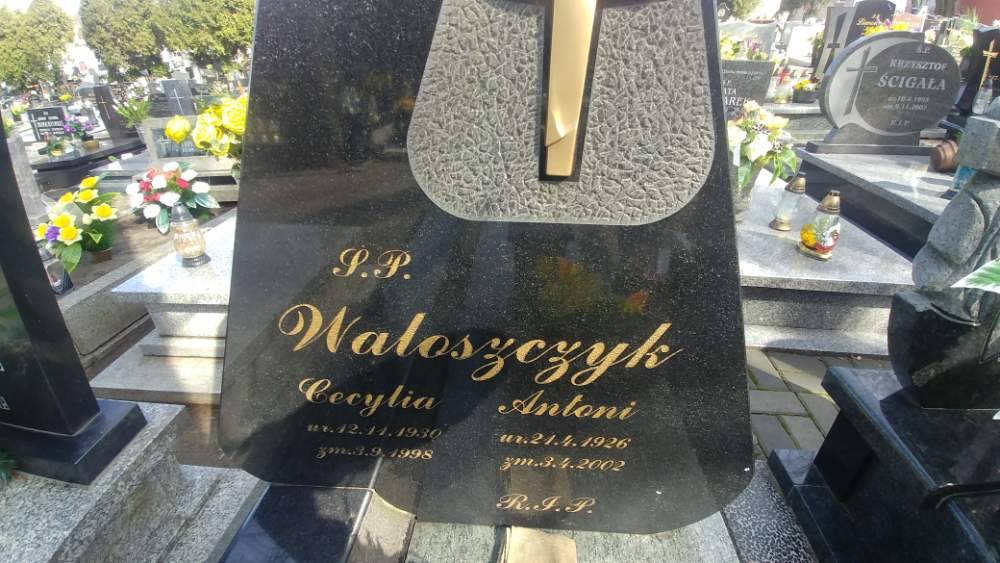 Ś.P.
Waloszczyk
Cecylia
ur.12.11.1930
zm.3.9.1998
Antoni
ur.21.4.1926
zm.3.4.2002
R.I.P.
Ś.P.
KRZYSZTOF
ŚCIGAŁA
R.I.P.